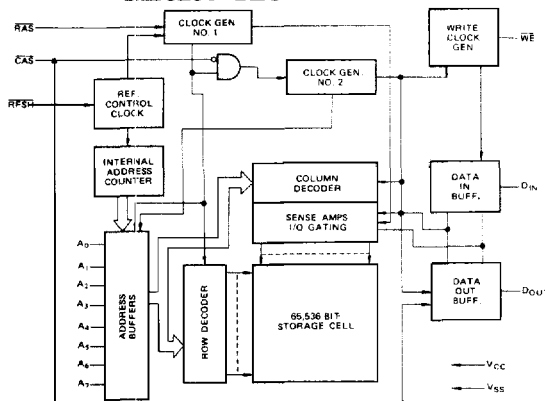 RAS
CLOCK GEN
NO. 1
WRITE
CLOCK
GEN
WE
CAS
CLOCK GEN.
NO. 2
RFSH
REF.
CONTROL
CLOCK
INTERNAL
ADDRESS
COUNTER
COLUMN
DECODER
DATA
IN
BUFF.
DIN
SENSE AMPS
I/O GATING
A0
A1
A2
A3
A4
A5
A6
A7
ADDRESS
BUFFERS
ROW DECODER
65,536 BIT
STORAGE CELL
DATA
OUT
BUFF.
DOUT
VCC
VSS